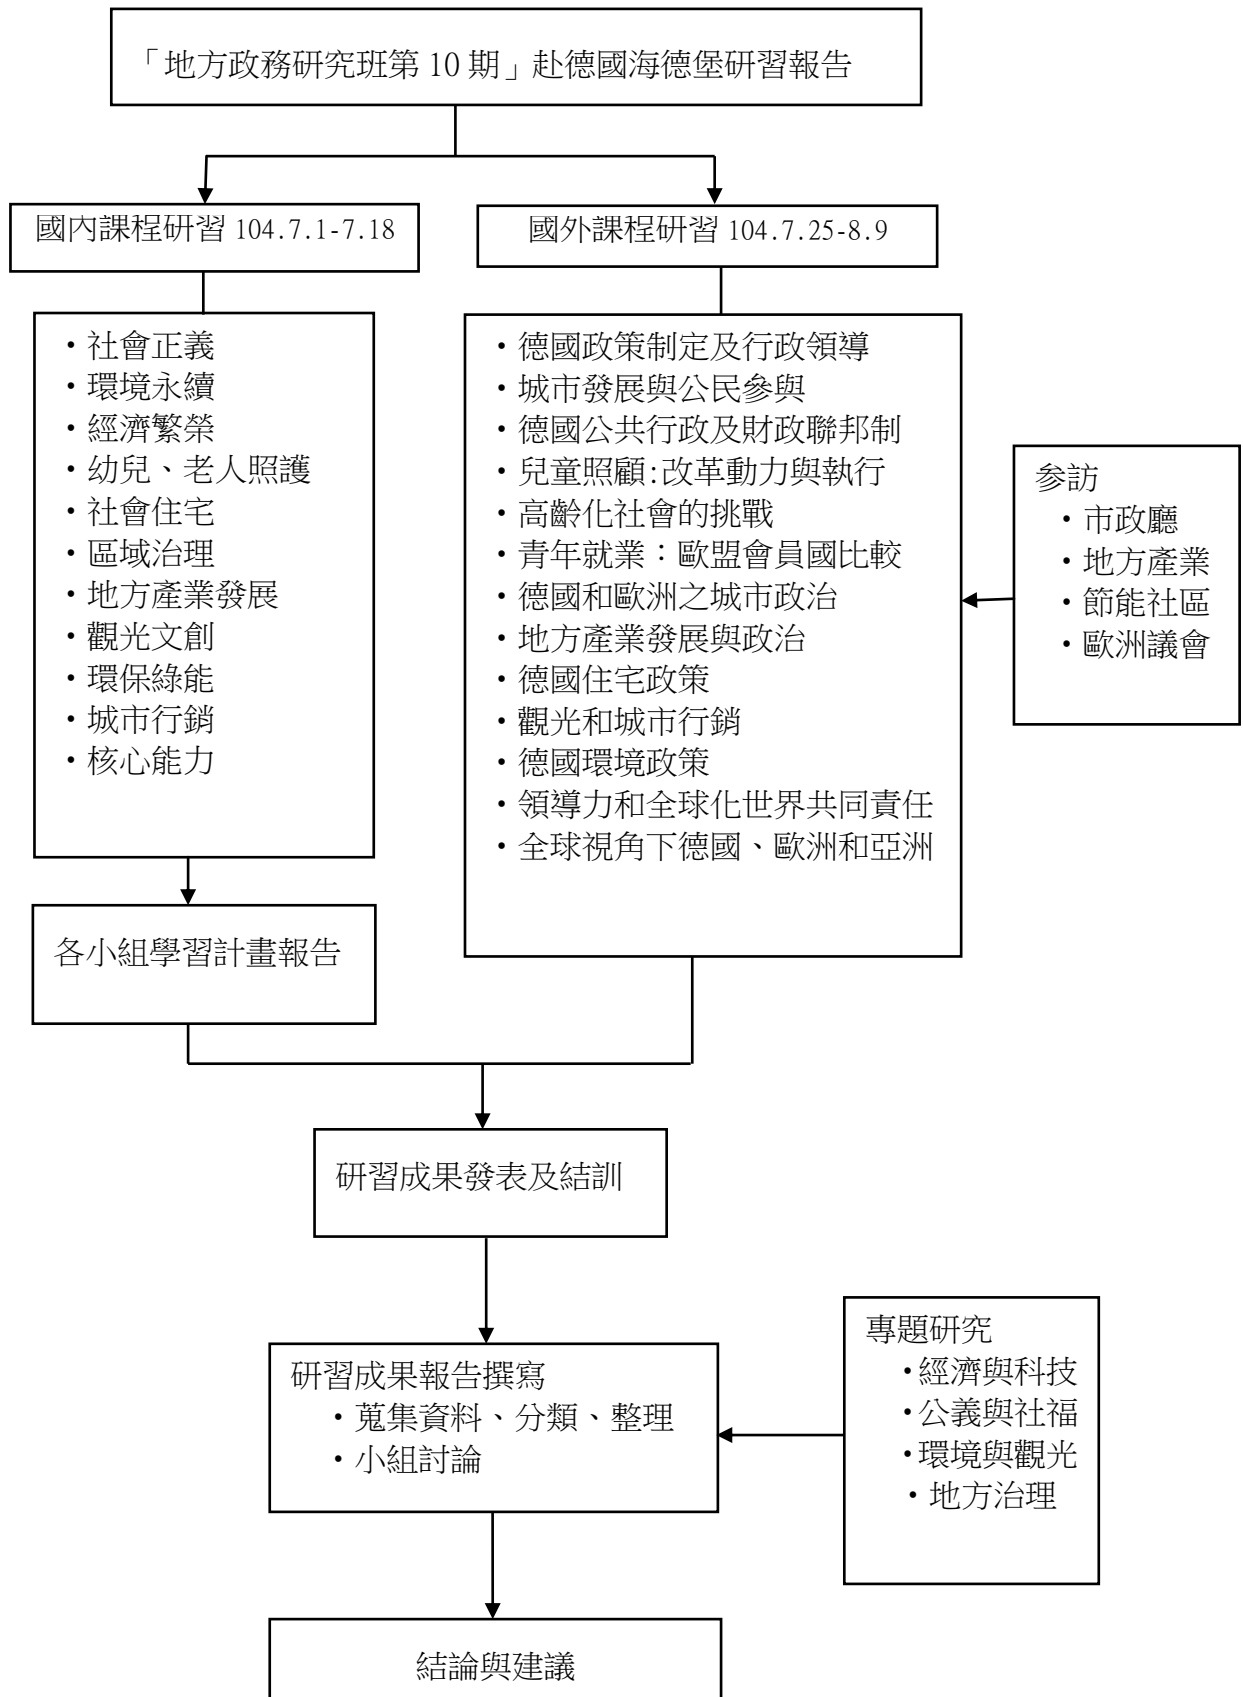 「地方政務研究班第 10 期」赴德國海德堡研習報告
國內課程研習 104.7.1-7.18
國外課程研習 104.7.25-8.9
・社會正義
・環境永續
・經濟繁榮
・幼兒、老人照護
・社會住宅
・區域治理
・地方產業發展
・觀光文創
・環保綠能
・城市行銷
・核心能力
・德國政策制定及行政領導
・城市發展與公民參與
・德國公共行政及財政聯邦制
・兒童照顧:改革動力與執行
・高齡化社會的挑戰
・青年就業：歐盟會員國比較
・德國和歐洲之城市政治
・地方產業發展與政治
・德國住宅政策
・觀光和城市行銷
・德國環境政策
・領導力和全球化世界共同責任
・全球視角下德國、歐洲和亞洲
參訪
・市政廳
・地方產業
・節能社區
・歐洲議會
各小組學習計畫報告
研習成果發表及結訓
研習成果報告撰寫
・蒐集資料、分類、整理
・小組討論
專題研究
・經濟與科技
・公義與社福
・環境與觀光
・地方治理
結論與建議